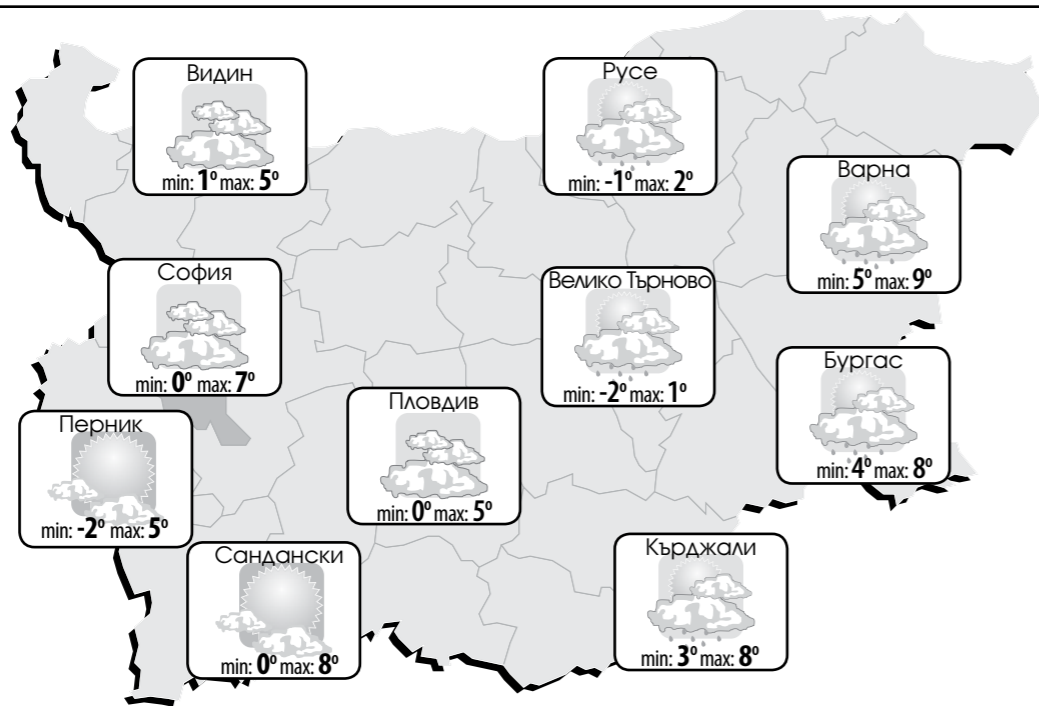 Видин
min: 1° max: 5°
Русе
min: -1° max: 2°
Варна
min: 5° max: 9°
София
min: 0° max: 7°
Велико Търново
min: -2° max: 1°
Бургас
min: 4° max: 8°
Пловдив
min: 0° max: 5°
Перник
min: -2° max: 5°
Сандански
min: 0° max: 8°
Кърджали
min: 3° max: 8°